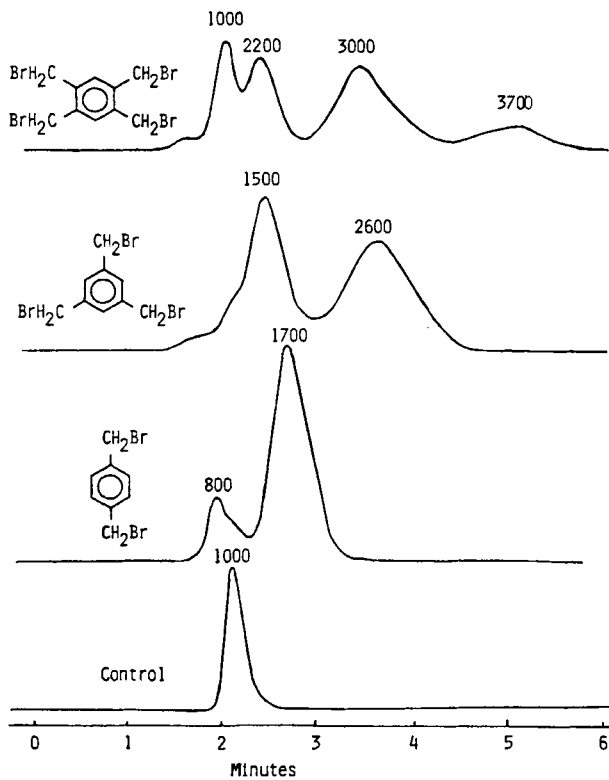 1000
2200
3000
3700
BrH2C
CH2Br
BrH2C
CH2Br
1500
2600
CH2Br
BrH2C
CH2Br
1700
CH2Br
800
CH2Br
1000
Control
0 1 2 3 4 5 6
Minutes